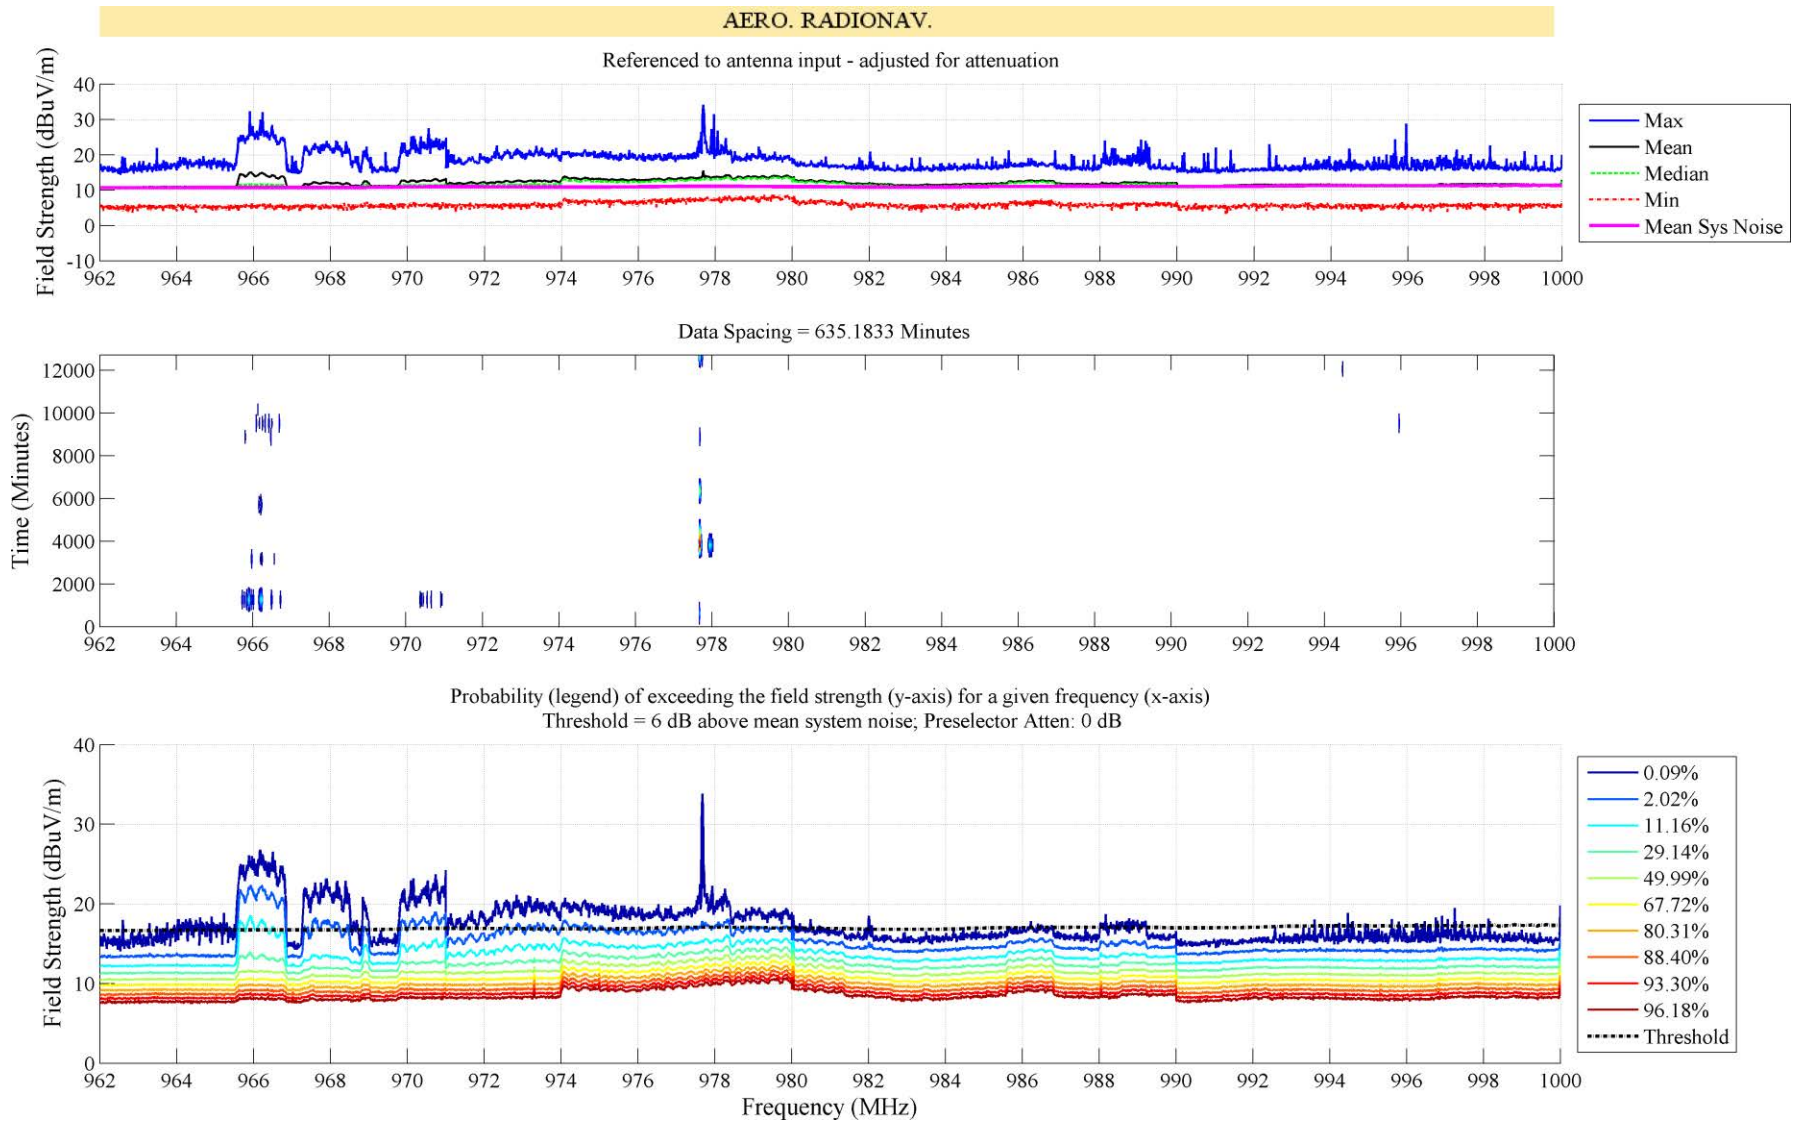 AERO. RADIONAV.
Referenced to antenna input - adjusted for attenuation
Field Strength (dBuV/m)
40
30
20
10
0
-10
962 964 966 968 970 972 974 976 978 980 982 984 986 988 990 992 994 996 998 1000
Max
Mean
Median
Min
Mean Sys Noise
Data Spacing = 635.1833 Minutes
Time (Minutes)
12000
10000
8000
6000
4000
2000
0
962 964 966 968 970 972 974 976 978 980 982 984 986 988 990 992 994 996 998 1000
Probability (legend) of exceeding the field strength (y-axis) for a given frequency (x-axis)
Threshold = 6 dB above mean system noise; Preselector Atten: 0 dB
Field Strength (dBuV/m)
40
30
20
10
0
962 964 966 968 970 972 974 976 978 980 982 984 986 988 990 992 994 996 998 1000
Frequency (MHz)
0.09%
2.02%
11.16%
29.14%
49.99%
67.72%
80.31%
88.40%
93.30%
96.18%
Threshold